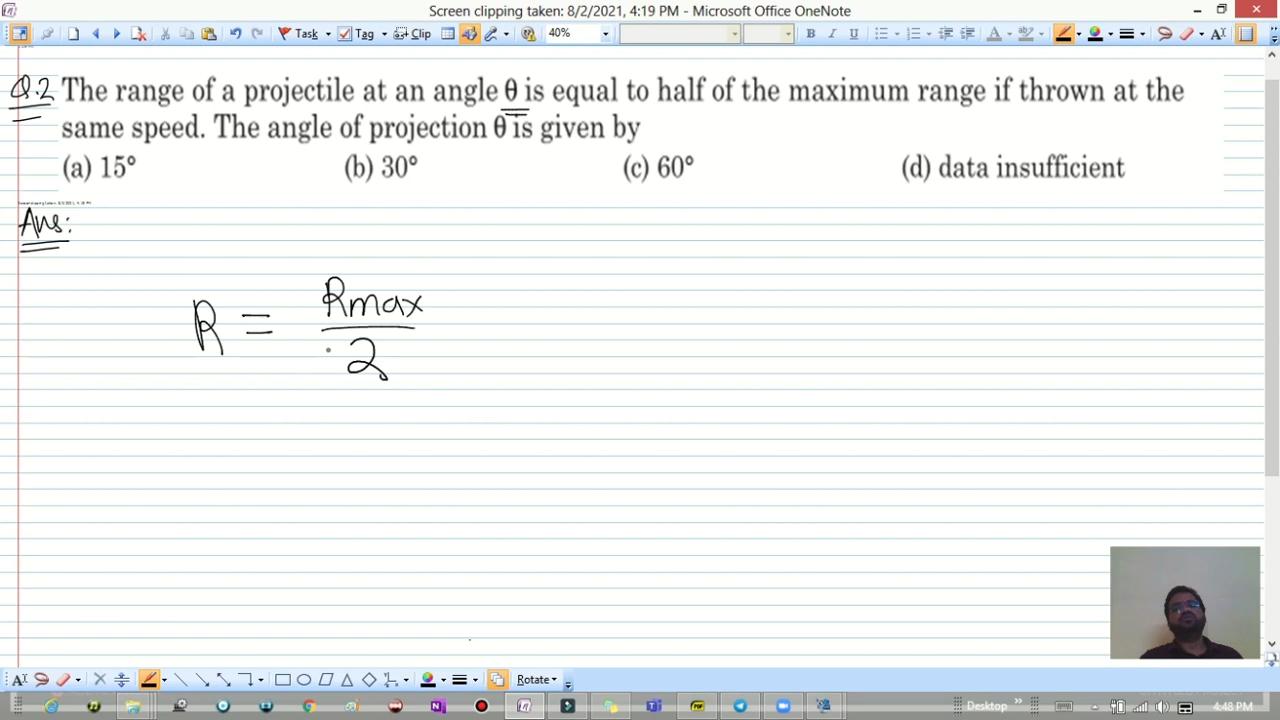 Screen clipping taken: 8/2/2021, 4:19 PM - Microsoft Office OneNote
Task Tag Clip 40% B I U
Q.2 The range of a projectile at an angle θ is equal to half of the maximum range if thrown at the
same speed. The angle of projection θ is given by
(a) 15° (b) 30° (c) 60° (d) data insufficient
Ans:
R = Rmax
2
Rotate
Desktop 4:48 PM